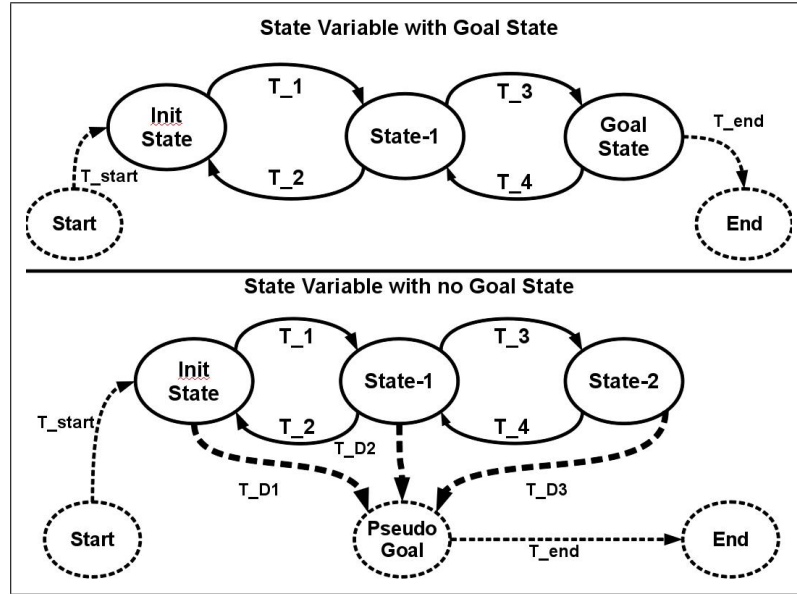 State Variable with Goal State
T_1
T_3
Init
State
State-1
Goal
State
T_end
T_start
T_2
T_4
Start
End
State Variable with no Goal State
T_1
T_3
Init
State
State-1
State-2
T_start
T_2
T_D2
T_4
T_D1
T_D3
Start
Pseudo
Goal
T_end
End